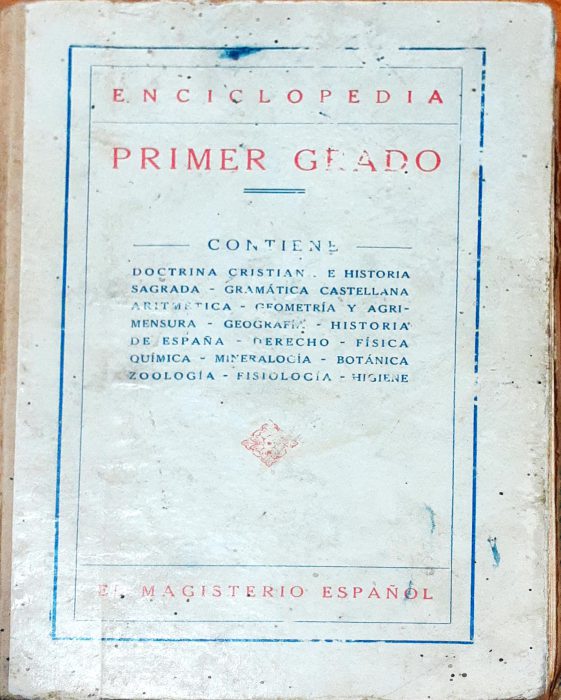 ENCICLOPEDIA
PRIMER GRADO
CONTIENE
DOCTRINA CRISTIANA E HISTORIA
SAGRADA - GRAMÁTICA CASTELLANA
ARITMÉTICA - GEOMETRÍA Y AGRI-
MENSURA - GEOGRAFÍA - HISTORIA
DE ESPAÑA - DERECHO - FÍSICA
QUÍMICA - MINERALOGÍA - BOTÁNICA
ZOOLOGÍA - FISIOLOGÍA - HIGIENE
EL MAGISTERIO ESPAÑOL